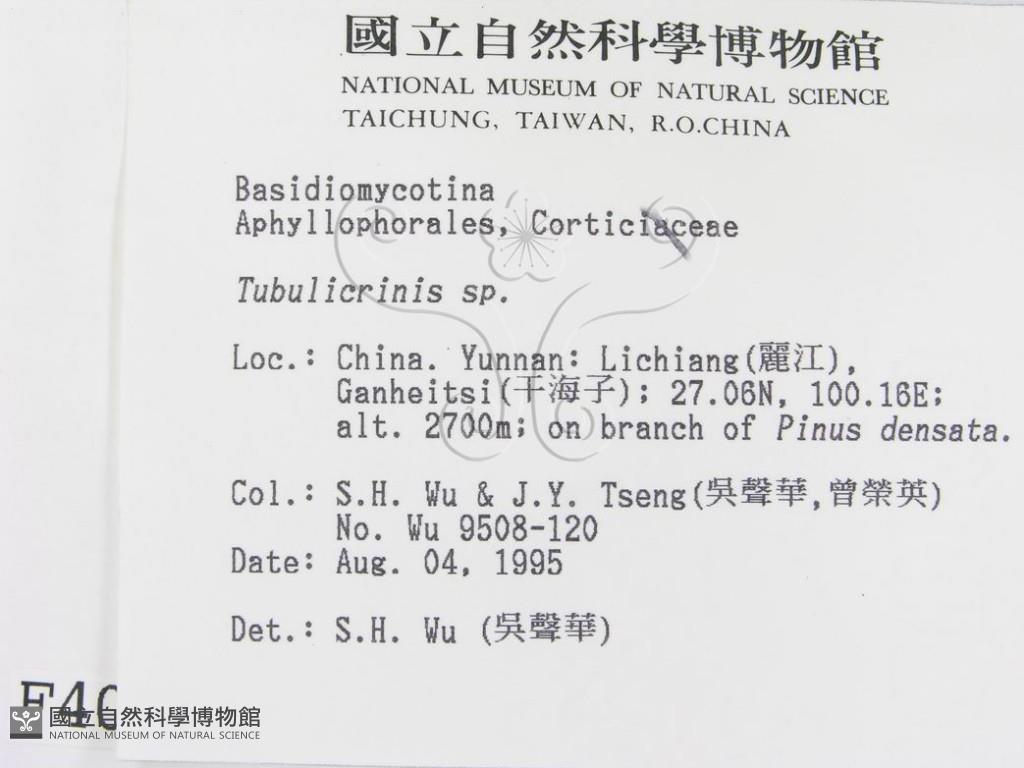 國立自然科學博物館
NATIONAL MUSEUM OF NATURAL SCIENCE
TAICHUNG, TAIWAN, R.O.CHINA
Basidiomycotina
Aphyllophorales, Corticiaceae
Tubulicrinis sp.
Loc.: China. Yunnan: Lichiang(麗江),
Ganheitsi(干海子); 27.06N, 100.16E;
alt. 2700m; on branch of Pinus densata.
Col.: S.H. Wu & J.Y. Tseng(吳聲華,曾榮英)
No. Wu 9508-120
Date: Aug. 04, 1995
Det.: S.H. Wu (吳聲華)
國立自然科學博物館
NATIONAL MUSEUM OF NATURAL SCIENCE